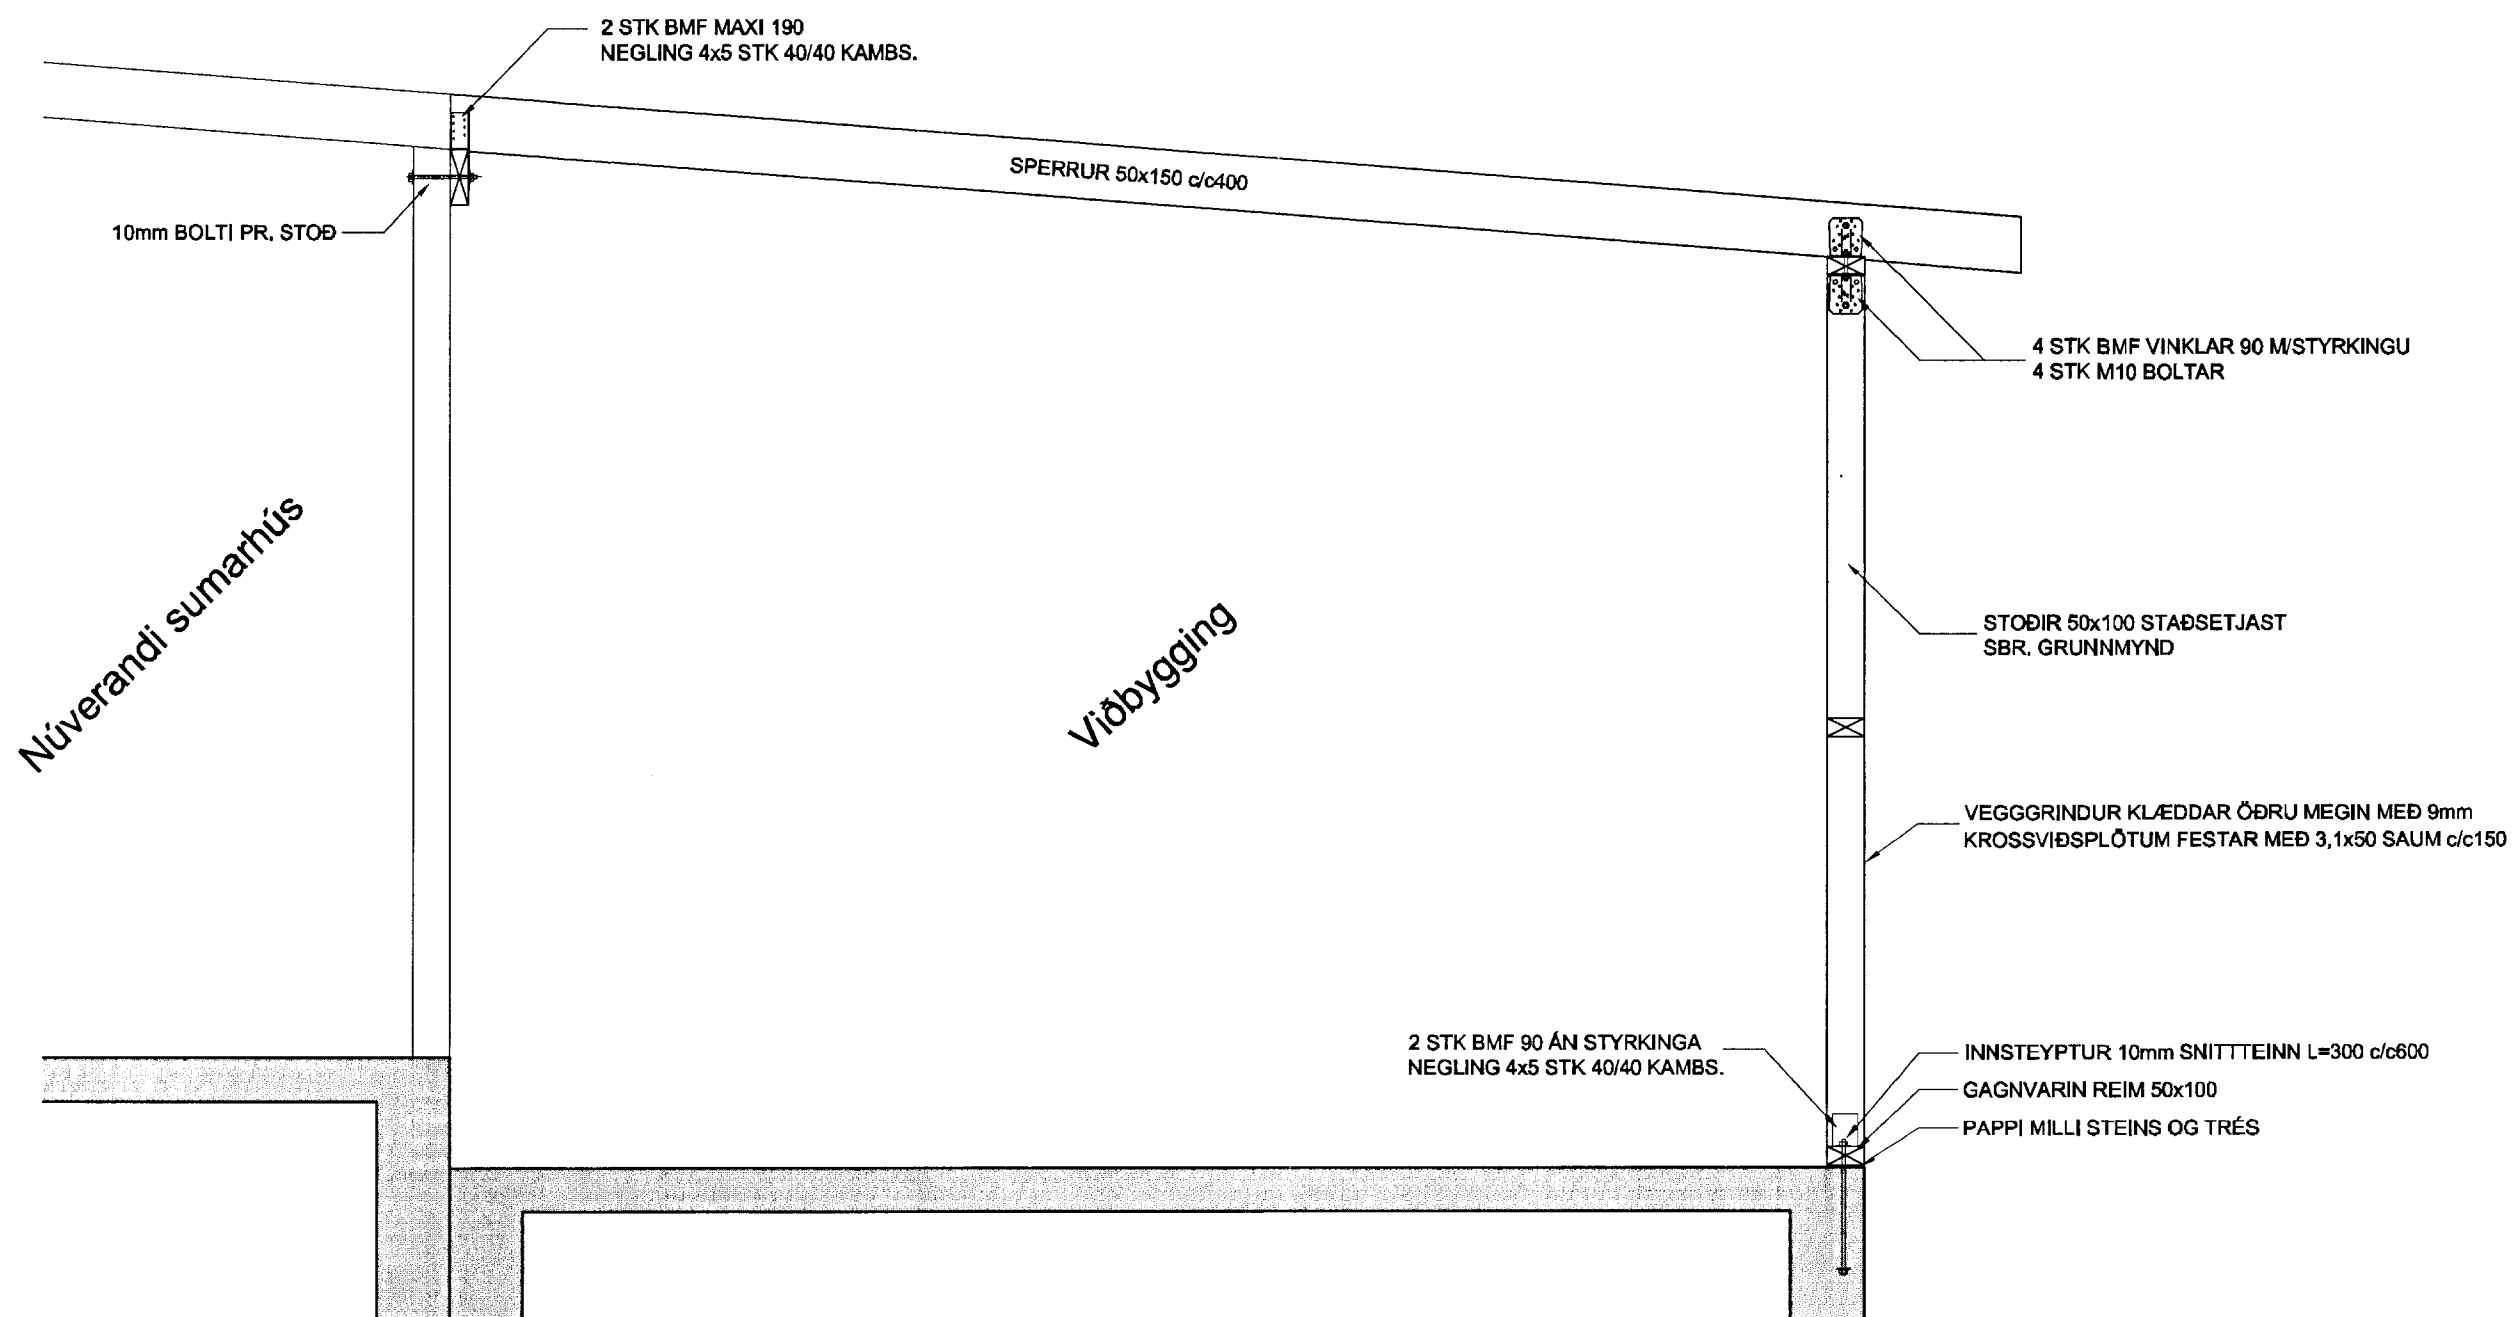 2 STK BMF MAXI 190
NEGLING 4x5 STK 40/40 KAMBS.
SPERRUR 50x150 c/c400
10mm BOLTI PR. STOÐ
4 STK BMF VINKLAR 90 M/STYRKINGU
4 STK M10 BOLTAR
Núverandi sumarhús
Viðbygging
STOÐIR 50x100 STAÐSETJAST
SBR. GRUNNMYND
VEGGGRINDUR KLÆDDAR ÖÐRU MEGIN MEÐ 9mm
KROSSVIÐSPLÖTUM FESTAR MEÐ 3,1x50 SAUM c/c150
2 STK BMF 90 ÁN STYRKINGA
NEGLING 4x5 STK 40/40 KAMBS.
INNSTEYPTUR 10mm SNITTTEINN L=300 c/c600
GAGNVARIN REIM 50x100
PAPPI MILLI STEINS OG TRÉS